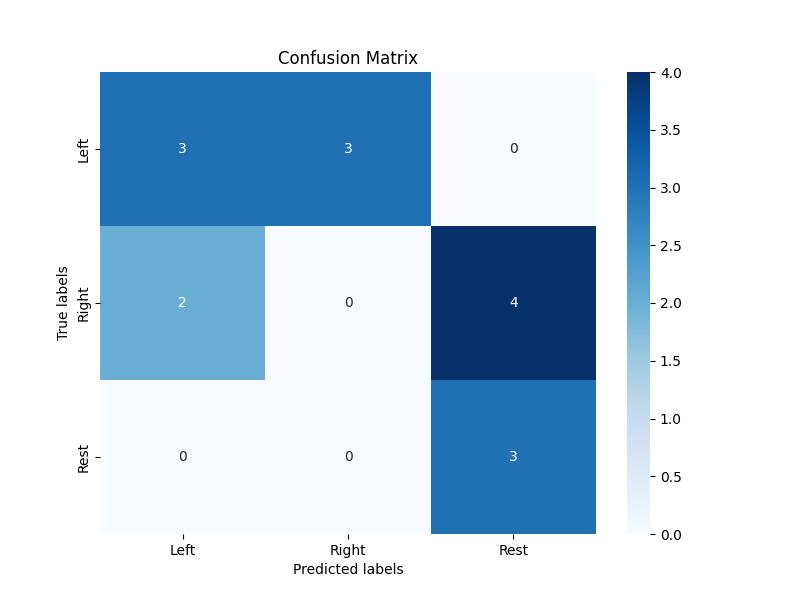 Confusion Matrix
True labels
Left
3
3
0
Right
2
0
4
Rest
0
0
3
Left
Right
Rest
Predicted labels
4.0
3.5
3.0
2.5
2.0
1.5
1.0
0.5
0.0